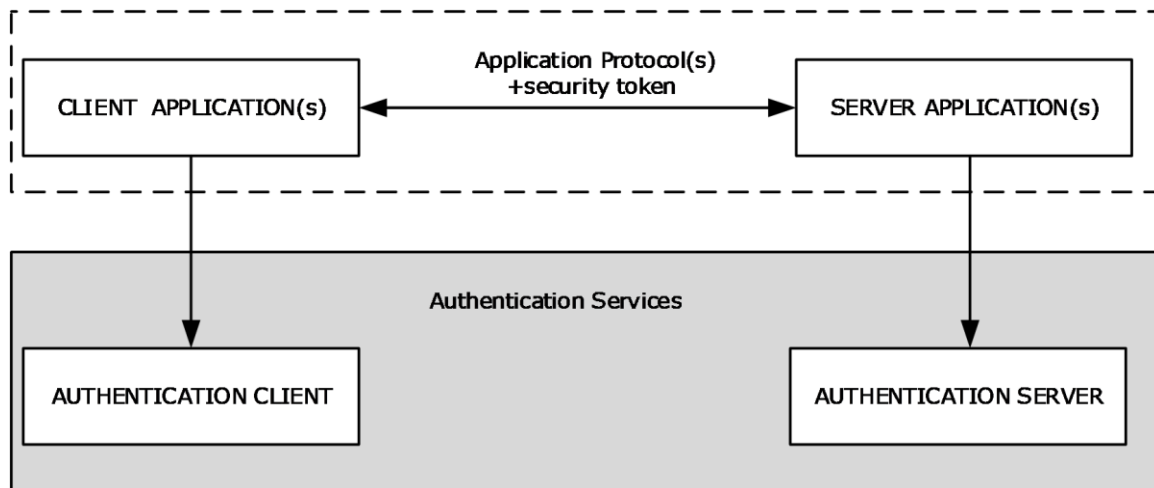 Application Protocol(s)
+security token
CLIENT APPLICATION(s)
SERVER APPLICATION(s)
Authentication Services
AUTHENTICATION CLIENT
AUTHENTICATION SERVER